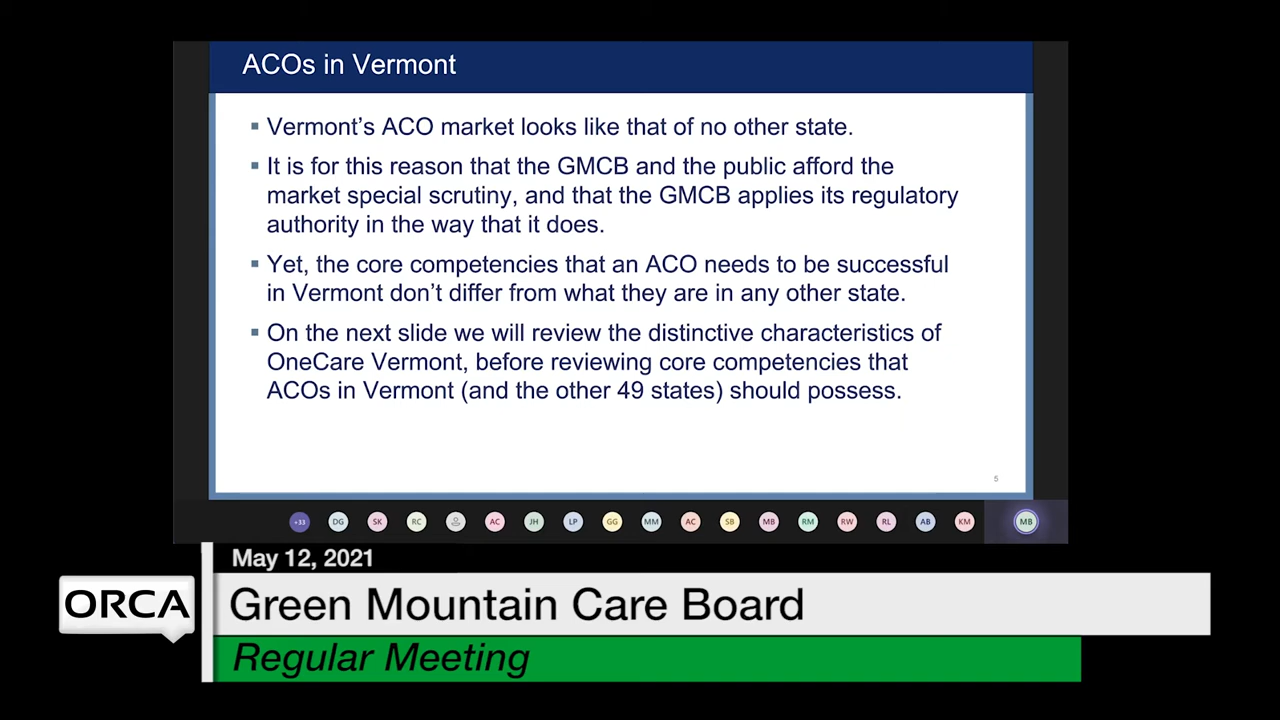 ACOs in Vermont
▪ Vermont's ACO market looks like that of no other state.
▪ It is for this reason that the GMCB and the public afford the
market special scrutiny, and that the GMCB applies its regulatory
authority in the way that it does.
▪ Yet, the core competencies that an ACO needs to be successful
in Vermont don't differ from what they are in any other state.
▪ On the next slide we will review the distinctive characteristics of
OneCare Vermont, before reviewing core competencies that
ACOs in Vermont (and the other 49 states) should possess.
5
+33 DG SK RC AC JH LP GG MM AC SB MB RM RW RL AB KM MB
May 12, 2021
ORCA
Green Mountain Care Board
Regular Meeting